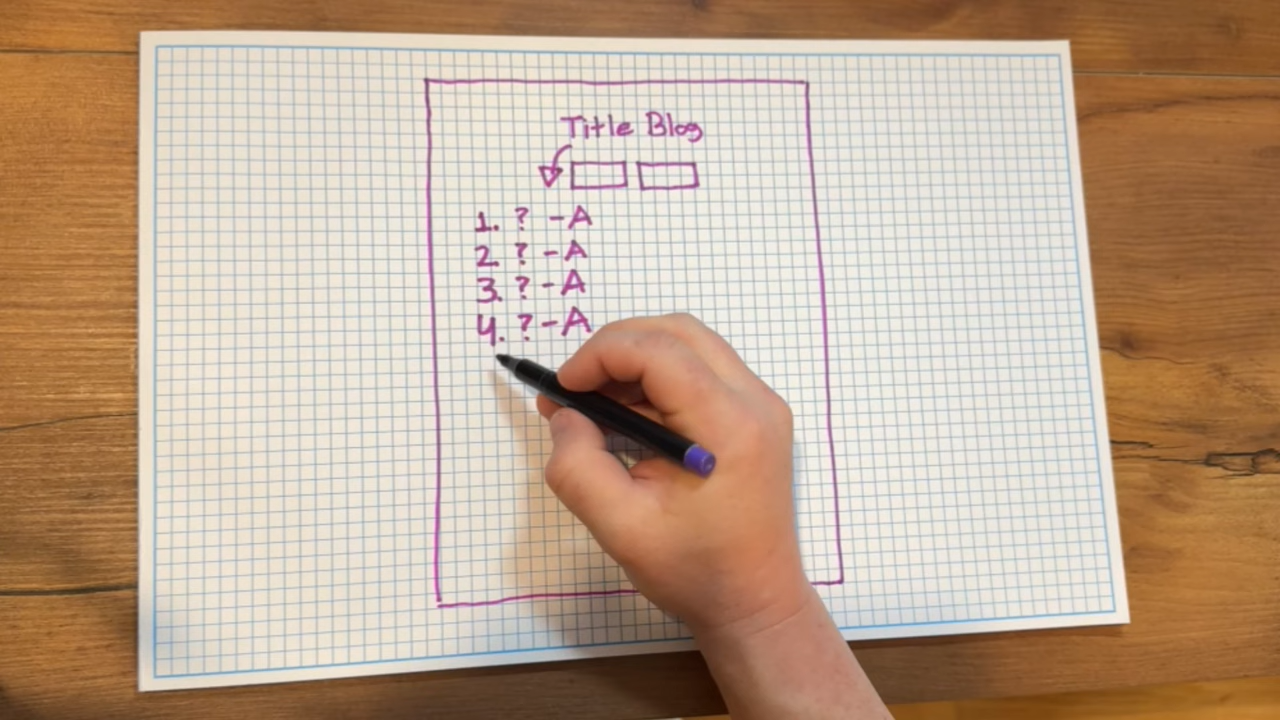 Title Blog
1. ? - A
2. ? - A
3. ? - A
4. ? - A